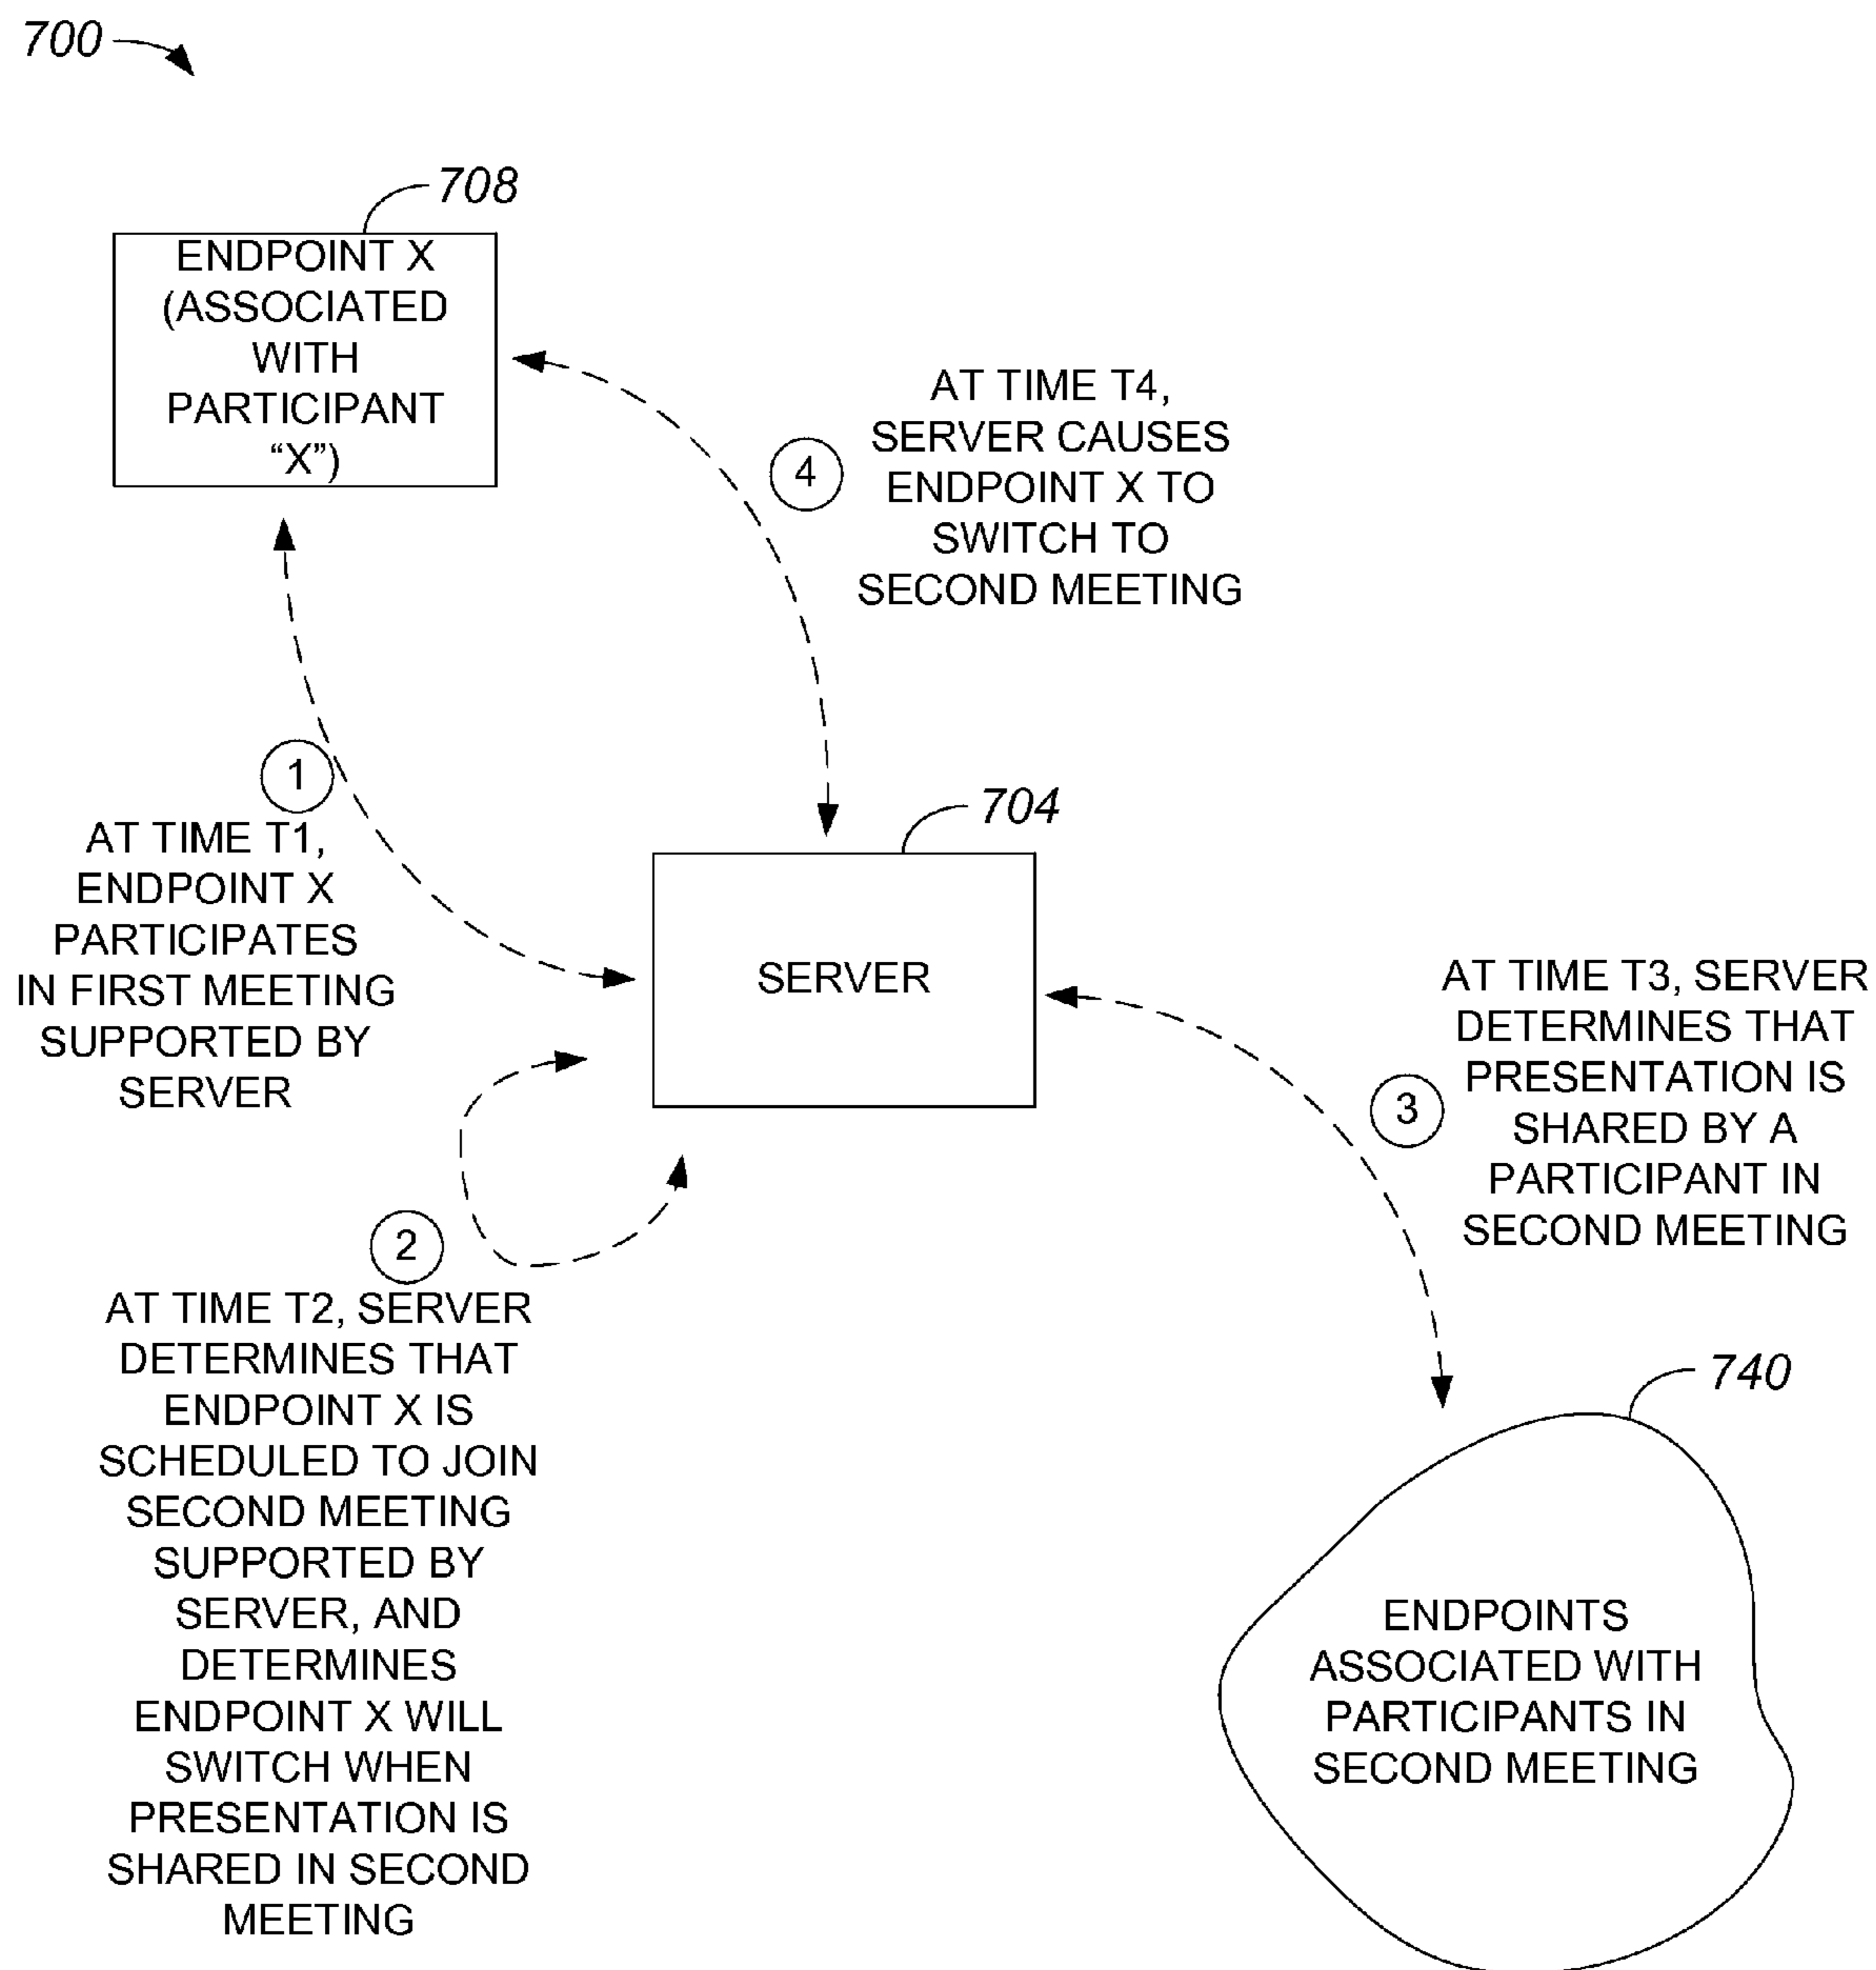 700
708
ENDPOINT X
(ASSOCIATED
WITH
PARTICIPANT
“X”)
4
AT TIME T4,
SERVER CAUSES
ENDPOINT X TO
SWITCH TO
SECOND MEETING
1
AT TIME T1,
ENDPOINT X
PARTICIPATES
IN FIRST MEETING
SUPPORTED BY
SERVER
704
SERVER
3
AT TIME T3, SERVER
DETERMINES THAT
PRESENTATION IS
SHARED BY A
PARTICIPANT IN
SECOND MEETING
2
AT TIME T2, SERVER
DETERMINES THAT
ENDPOINT X IS
SCHEDULED TO JOIN
SECOND MEETING
SUPPORTED BY
SERVER, AND
DETERMINES
ENDPOINT X WILL
SWITCH WHEN
PRESENTATION IS
SHARED IN SECOND
MEETING
740
ENDPOINTS
ASSOCIATED WITH
PARTICIPANTS IN
SECOND MEETING